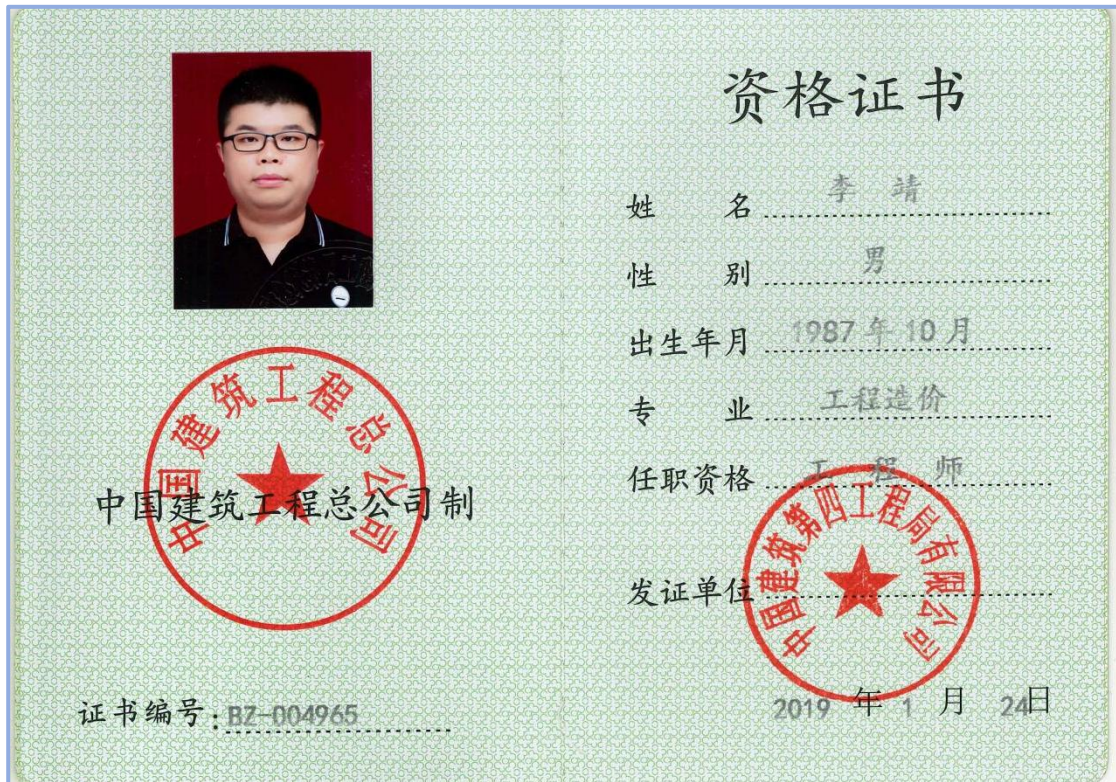 中国建筑工程总公司
中国建筑工程总公司制
证书编号:BZ-004965
资格证书
姓 名 李 靖
性 别 男
出生年月 1987年10月
专 业 工程造价
任职资格 工 程 师
发证单位
中国建筑第四工程局有限公司
2019 年 1 月 24日